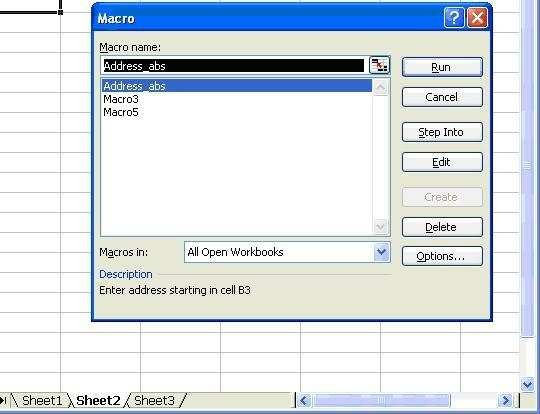 Macro
Macro name:
Address_abs
Run
Address_abs
Macro3
Macro5
Cancel
Step Into
Edit
Create
Delete
Macros in: All Open Workbooks
Options...
Description
Enter address starting in cell B3
Sheet1 Sheet2 Sheet3